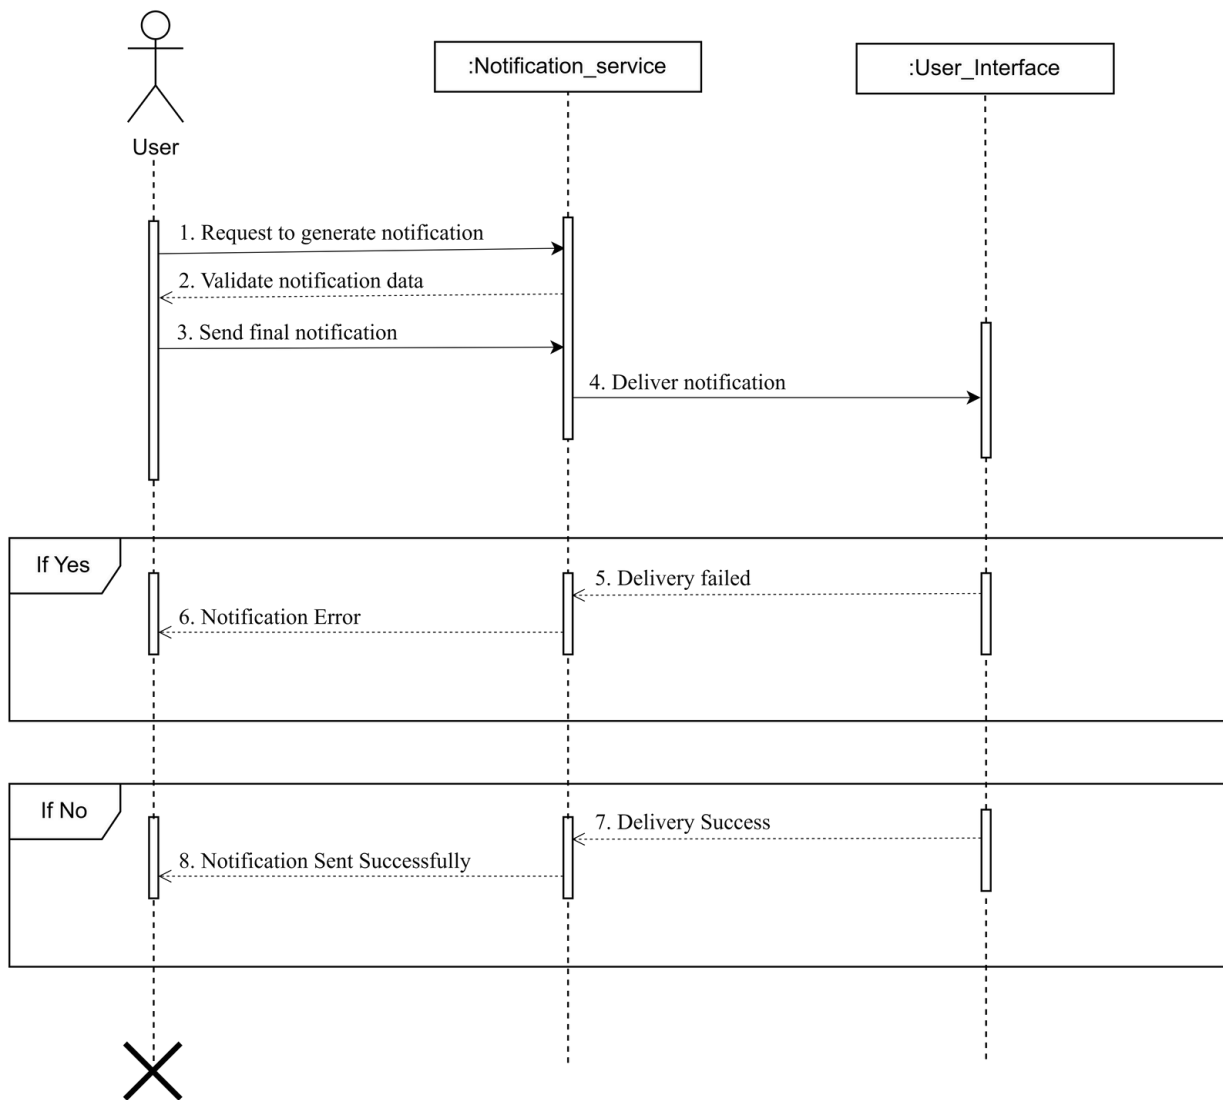 :Notification_service
:User_Interface
User
1. Request to generate notification
2. Validate notification data
3. Send final notification
4. Deliver notification
If Yes
5. Delivery failed
6. Notification Error
If No
7. Delivery Success
8. Notification Sent Successfully